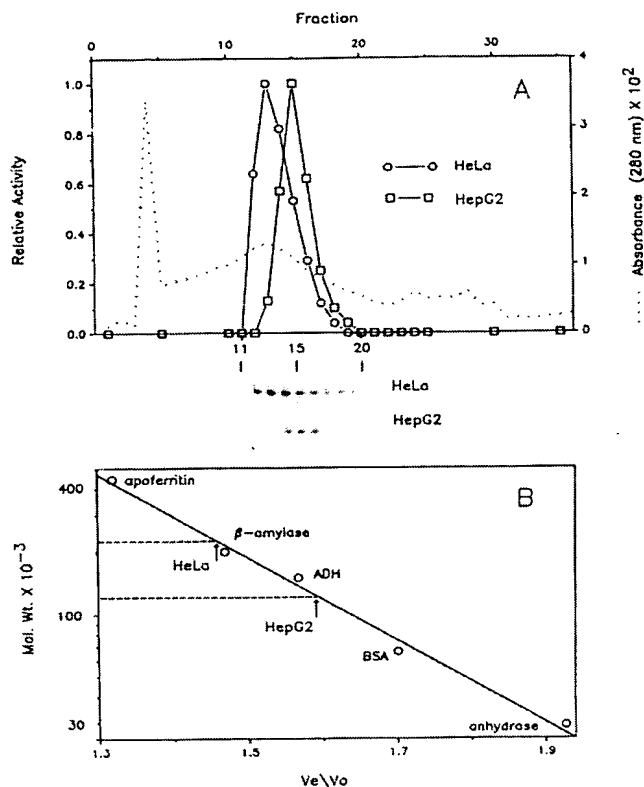 Fraction
0 10 20 30
A
1.0 0.8 0.6 0.4 0.2 0.0
Relative Activity
HeLa
HepG2
4 3 2 1 0
Absorbance (280 nm) X 10²
11 15 20
HeLa
HepG2
B
400
100
30
Mol. Wt. X 10⁻³
apoferritin
β-amylase
HeLa
ADH
HepG2
BSA
anhydrase
1.3 1.5 1.7 1.9
Ve\Vo